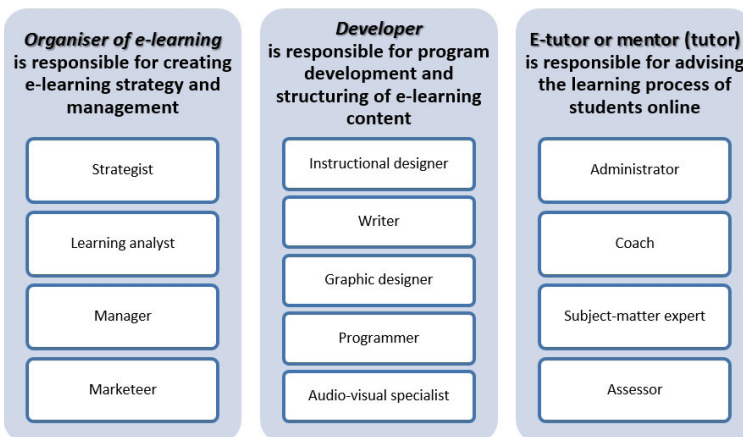 Organiser of e-learning
is responsible for creating
e-learning strategy and
management
Strategist
Learning analyst
Manager
Marketeer
Developer
is responsible for program
development and
structuring of e-learning
content
Instructional designer
Writer
Graphic designer
Programmer
Audio-visual specialist
E-tutor or mentor (tutor)
is responsible for advising
the learning process of
students online
Administrator
Coach
Subject-matter expert
Assessor